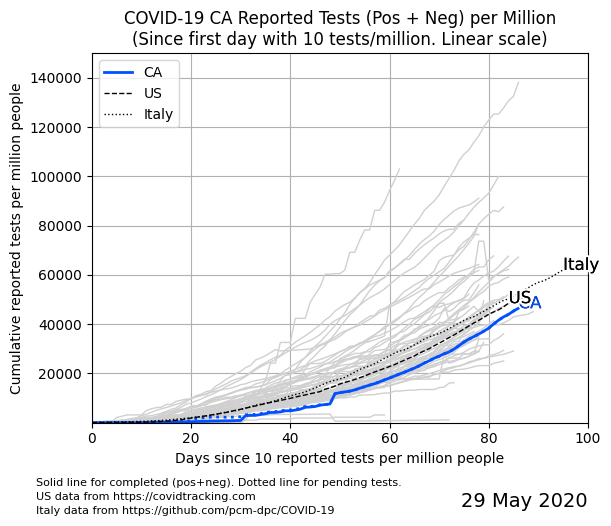 COVID-19 CA Reported Tests (Pos + Neg) per Million
(Since first day with 10 tests/million. Linear scale)
Cumulative reported tests per million people
140000
120000
100000
80000
60000
40000
20000
CA
US
Italy
Italy
US
CA
0 20 40 60 80 100
Days since 10 reported tests per million people
Solid line for completed (pos+neg). Dotted line for pending tests.
US data from https://covidtracking.com
Italy data from https://github.com/pcm-dpc/COVID-19
29 May 2020